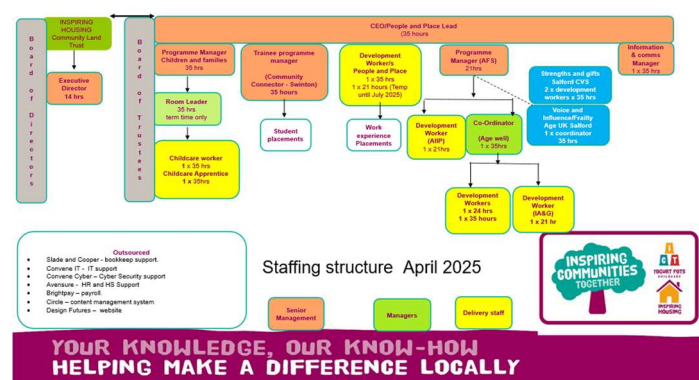 INSPIRING
HOUSING
Community Land
Trust
Board of Directors
Executive
Director
14 hrs
Board of Trustees
CEO/People and Place Lead
(35 hours
Programme Manager
Children and families
35 hrs
Room Leader
35 hrs
term time only
Childcare worker
1 x 35 hrs
Childcare Apprentice
1 x 35hrs
Trainee programme
manager
(Community
Connector - Swinton)
35 hours
Student
placements
Development
Worker/s
People and Place
1 x 35 hrs
1 x 21 hours (Temp
until July 2025)
Work
experience
Placements
Programme
Manager (AFS)
21hrs
Development
Worker
(AIIP)
1 x 21hrs
Co-Ordinator
(Age well)
1 x 35hrs
Development
Workers
1 x 24 hrs
1 x 35 hours
Development
Worker
(IA&G)
1 x 21 hr
Strengths and gifts
Salford CVS
2 x development
workers x 35 hrs
Voice and
Influence/Frailty
Age UK Salford
1 x coordinator
35 hrs
Information
& comms
Manager
1 x 35 hrs
Outsourced
• Slade and Cooper - bookkeep support.
• Convene IT - IT support
• Convene Cyber – Cyber Security support
• Avensure - HR and HS Support
• Brightpay – payroll.
• Circle – content management system
• Design Futures – website
Staffing structure April 2025
Senior
Management
Managers
Delivery staff
INSPIRING
COMMUNITIES
TOGETHER
ICT
YOGURT POTS
INSPIRING
HOUSING
YOUR KNOWLEDGE, OUR KNOW-HOW
HELPING MAKE A DIFFERENCE LOCALLY